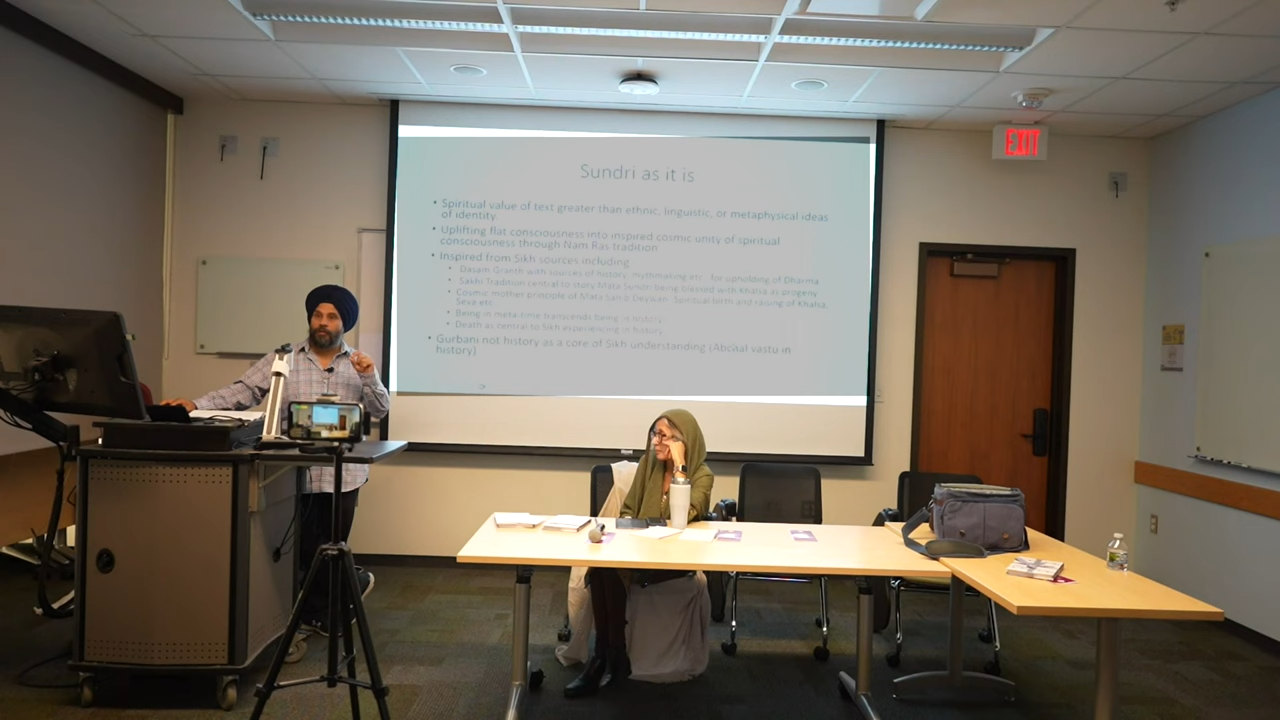 Sundri as it is
• Spiritual value of text greater than ethnic, linguistic, or metaphysical ideas
of identity.
• Uplifting flat consciousness into inspired cosmic unity of spiritual
consciousness through Nam Ras tradition
• Inspired from Sikh sources including
• Dasam Granth with sources of history, mythmaking etc. for upholding of Dharma
• Sakhi Tradition central to story Mata Sundri being blessed with Khalsa as progeny
• Cosmic mother principle of Mata Sahib Spiritual birth and raising of Khalsa,
Seva etc
• Being in meta time transcends being in history
• Death as central to Sikh experiencing in history
• Gurbani not history as a core of Sikh understanding vastu in
history)
EXIT